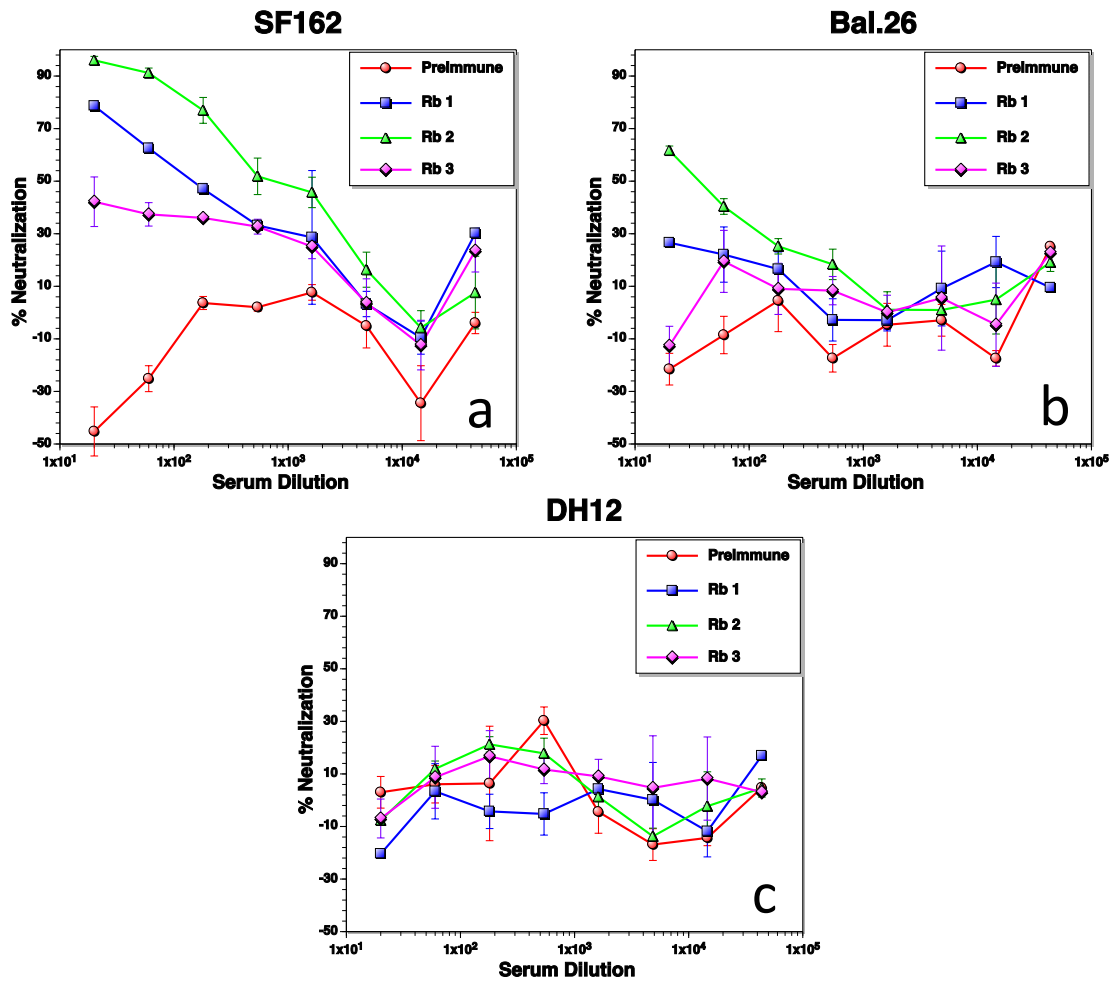 SF162
PreImmune
Rb 1
Rb 2
Rb 3
% Neutralization
90
70
50
30
10
-10
-30
-50
1x10¹ 1x10² 1x10³ 1x10⁴ 1x10⁵
Serum Dilution
a
Bal.26
PreImmune
Rb 1
Rb 2
Rb 3
% Neutralization
90
70
50
30
10
-10
-30
-50
1x10¹ 1x10² 1x10³ 1x10⁴ 1x10⁵
Serum Dilution
b
DH12
PreImmune
Rb 1
Rb 2
Rb 3
% Neutralization
90
70
50
30
10
-10
-30
-50
1x10¹ 1x10² 1x10³ 1x10⁴ 1x10⁵
Serum Dilution
c